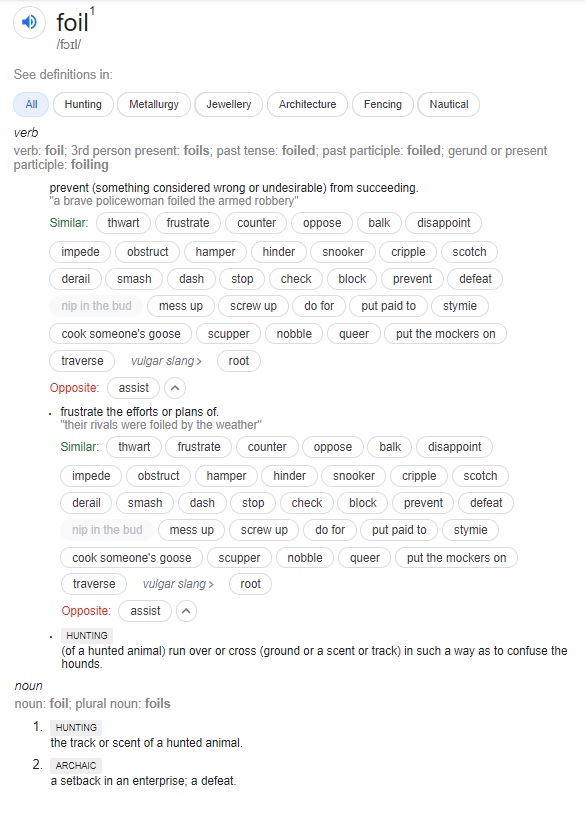 foil¹
/fɔɪl/
See definitions in:
All Hunting Metallurgy Jewellery Architecture Fencing Nautical
verb
verb: foil; 3rd person present: foils; past tense: foiled; past participle: foiled; gerund or present
participle: foiling
prevent (something considered wrong or undesirable) from succeeding.
"a brave policewoman foiled the armed robbery"
Similar: thwart frustrate counter oppose balk disappoint
impede obstruct hamper hinder snooker cripple scotch
derail smash dash stop check block prevent defeat
nip in the bud mess up screw up do for put paid to stymie
cook someone's goose scupper nobble queer put the mockers on
traverse vulgar slang> root
Opposite: assist
• frustrate the efforts or plans of.
"their rivals were foiled by the weather"
Similar: thwart frustrate counter oppose balk disappoint
impede obstruct hamper hinder snooker cripple scotch
derail smash dash stop check block prevent defeat
nip in the bud mess up screw up do for put paid to stymie
cook someone's goose scupper nobble queer put the mockers on
traverse vulgar slang> root
Opposite: assist
• HUNTING
(of a hunted animal) run over or cross (ground or a scent or track) in such a way as to confuse the
hounds.
noun
noun: foil; plural noun: foils
1. HUNTING
the track or scent of a hunted animal.
2. ARCHAIC
a setback in an enterprise; a defeat.